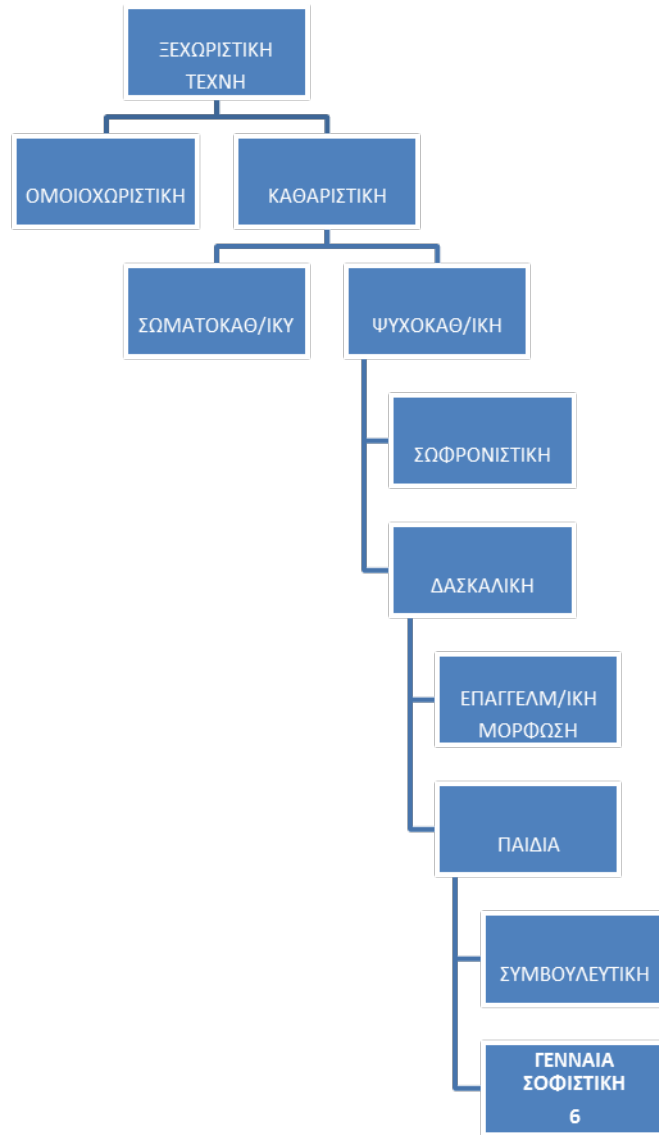 ΞΕΧΩΡΙΣΤΙΚΗ
ΤΕΧΝΗ
ΟΜΟΙΟΧΩΡΙΣΤΙΚΗ
ΚΑΘΑΡΙΣΤΙΚΗ
ΣΩΜΑΤΟΚΑΘ/ΙΚΥ
ΨΥΧΟΚΑΘ/ΙΚΗ
ΣΩΦΡΟΝΙΣΤΙΚΗ
ΔΑΣΚΑΛΙΚΗ
ΕΠΑΓΓΕΛΜ/ΙΚΗ
ΜΟΡΦΩΣΗ
ΠΑΙΔΙΑ
ΣΥΜΒΟΥΛΕΥΤΙΚΗ
ΓΕΝΝΑΙΑ
ΣΟΦΙΣΤΙΚΗ
6